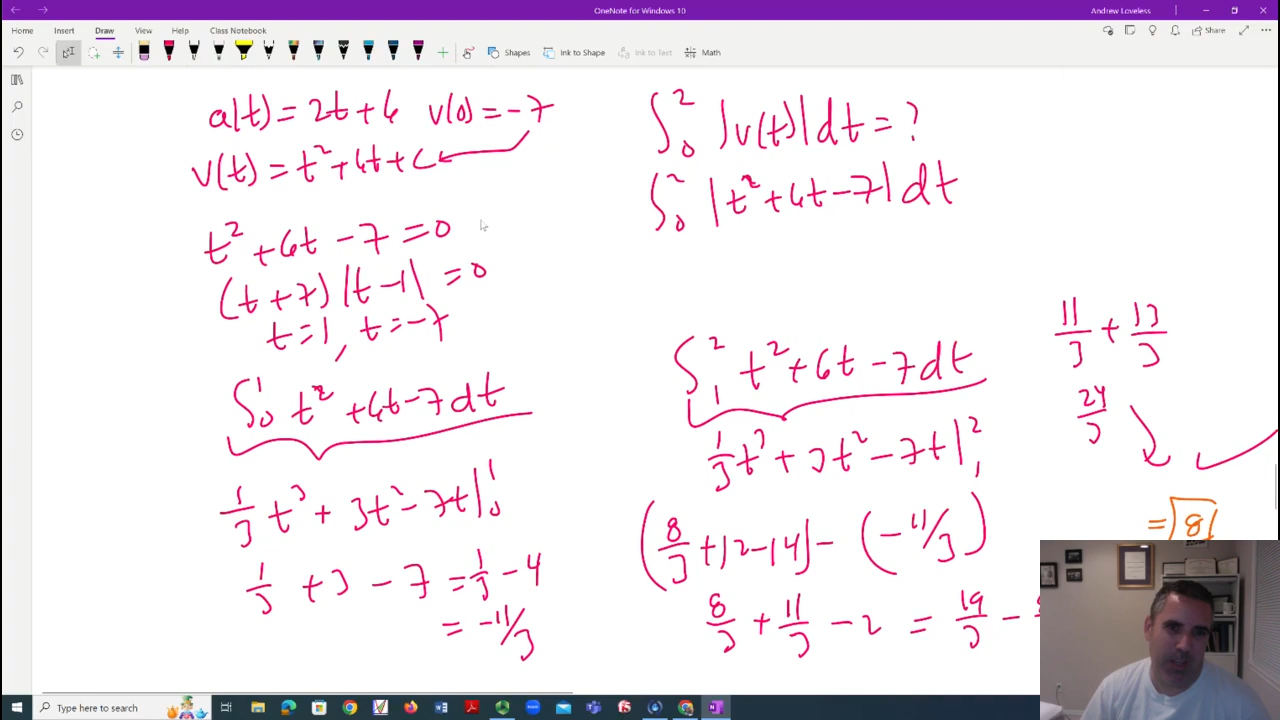 OneNote for Windows 10
Andrew Loveless
Home Insert Draw View Help Class Notebook
Share
Shapes Ink to Shape Ink to Text Math
a(t) = 2t+6 v(0) = -7
v(t) = t² + 6t + C
t² + 6t - 7 = 0
(t + 7) (t - 1) = 0
t = 1, t = -7
∫₀¹ t² + 6t - 7 dt
1/3 t³ + 3t² - 7t |₀¹
1/3 + 3 - 7 = 1/3 - 4
= -11/3
∫₀² |v(t)| dt = ?
∫₀² |t² + 6t - 7| dt
∫₁² t² + 6t - 7 dt
1/3 t³ + 3t² - 7t |₁²
(8/3 + 12 - 14) - (-11/3)
8/3 + 11/3 - 2 = 19/3 -
11/3 + 13/3
24/3
= 8
Type here to search